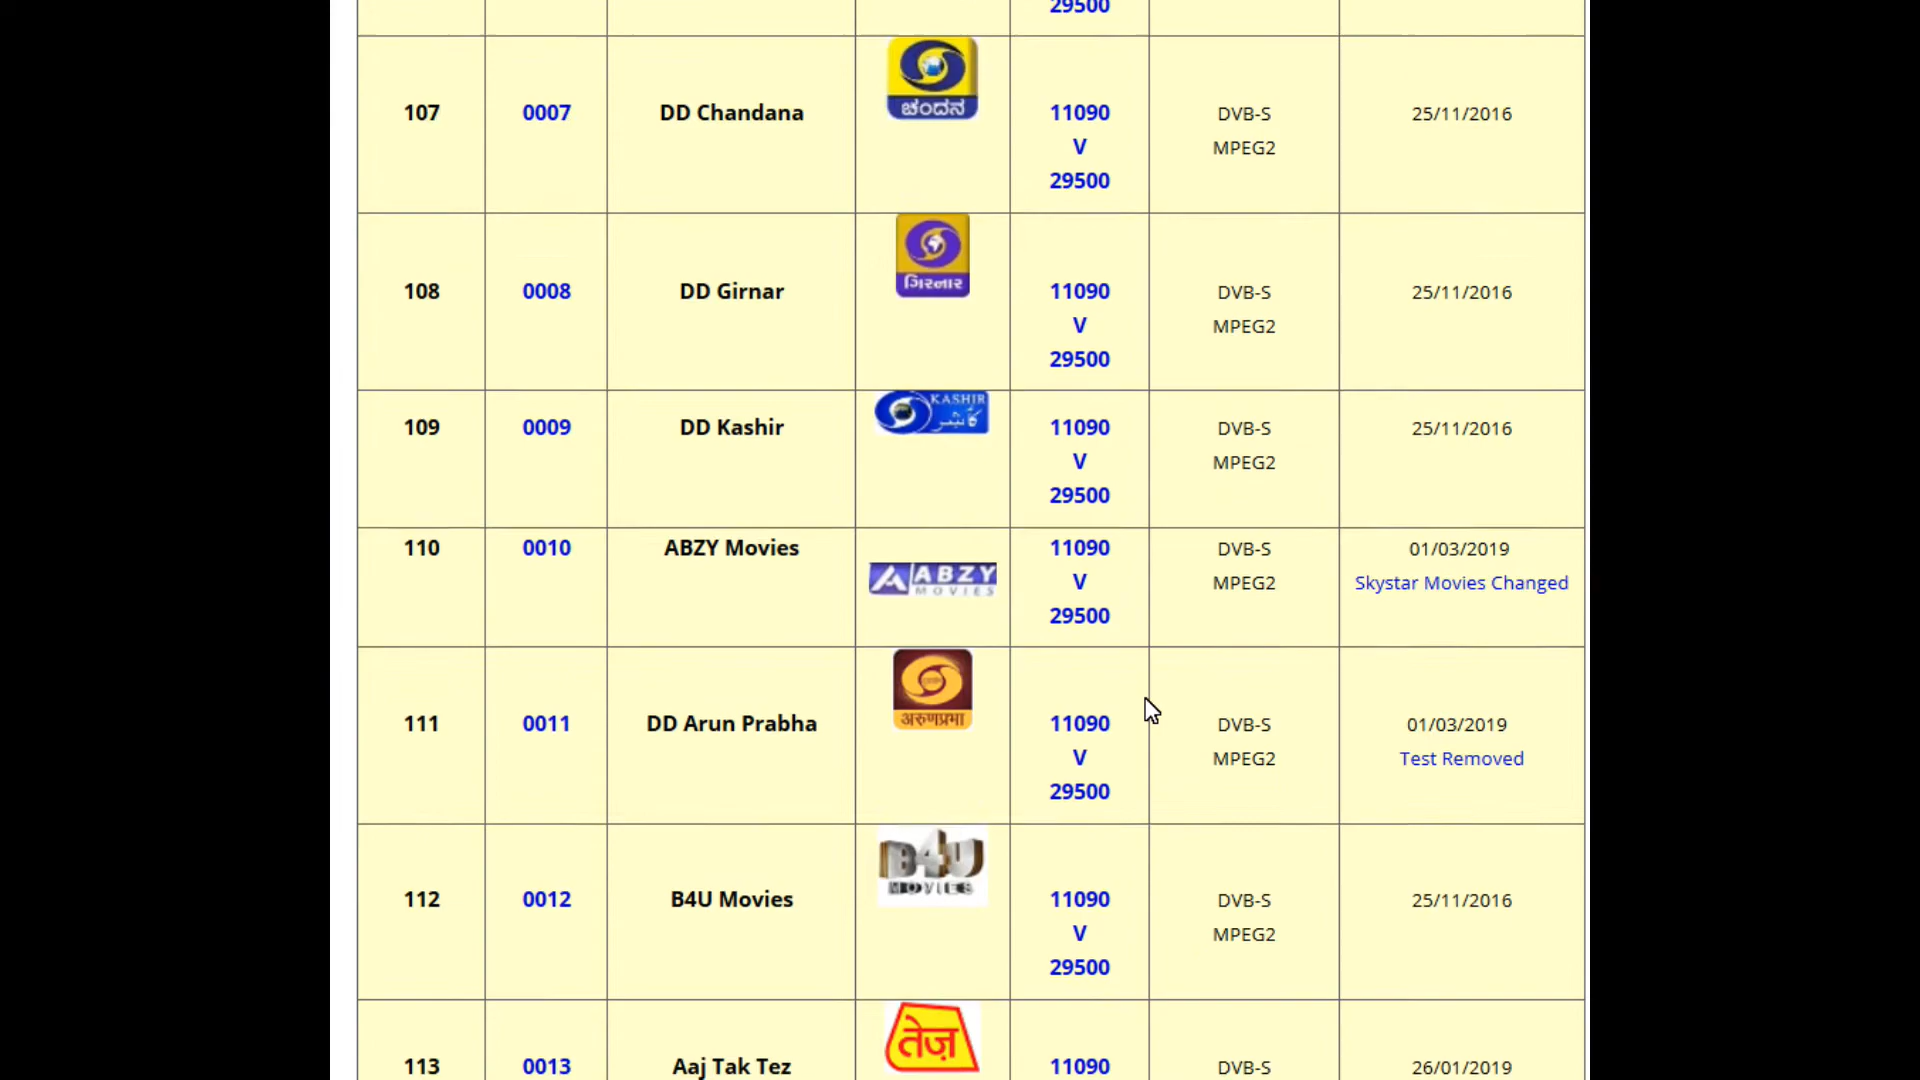 29500
107 0007 DD Chandana ಚಂದನ 11090 DVB-S 25/11/2016
V MPEG2
29500
108 0008 DD Girnar ગિરનાર 11090 DVB-S 25/11/2016
V MPEG2
29500
KASHIR
109 0009 DD Kashir 11090 DVB-S 25/11/2016
V MPEG2
29500
110 0010 ABZY Movies 11090 DVB-S 01/03/2019
ABZY V MPEG2 Skystar Movies Changed
MOVIES
29500
अरुणप्रभा
111 0011 DD Arun Prabha 11090 DVB-S 01/03/2019
V MPEG2 Test Removed
29500
B4U
MOVIES
112 0012 B4U Movies 11090 DVB-S 25/11/2016
V MPEG2
29500
तेज़
113 0013 Aaj Tak Tez 11090 DVB-S 26/01/2019